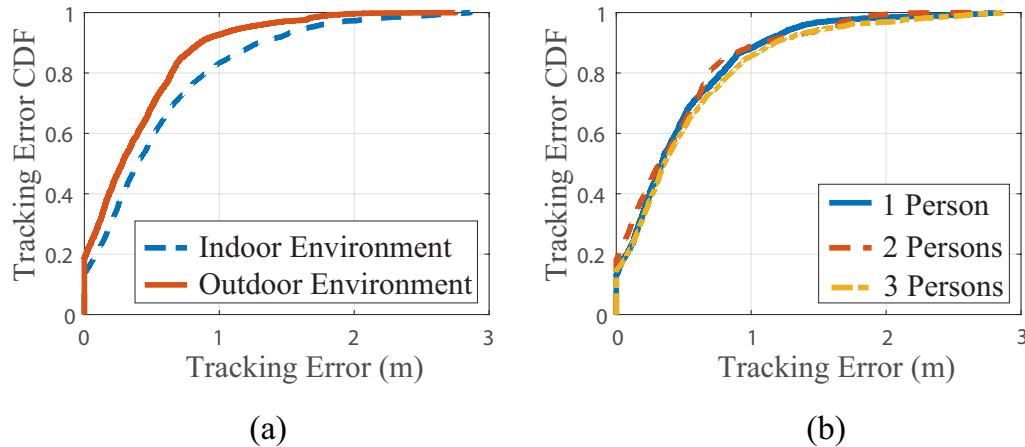 Tracking Error CDF
1
0.8
0.6
0.4
0.2
0
Indoor Environment
Outdoor Environment
0 1 2 3
Tracking Error (m)
(a)
Tracking Error CDF
1
0.8
0.6
0.4
0.2
0
1 Person
2 Persons
3 Persons
0 1 2 3
Tracking Error (m)
(b)